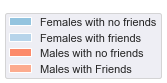 Females with no friends
Females with friends
Males with no friends
Males with Friends